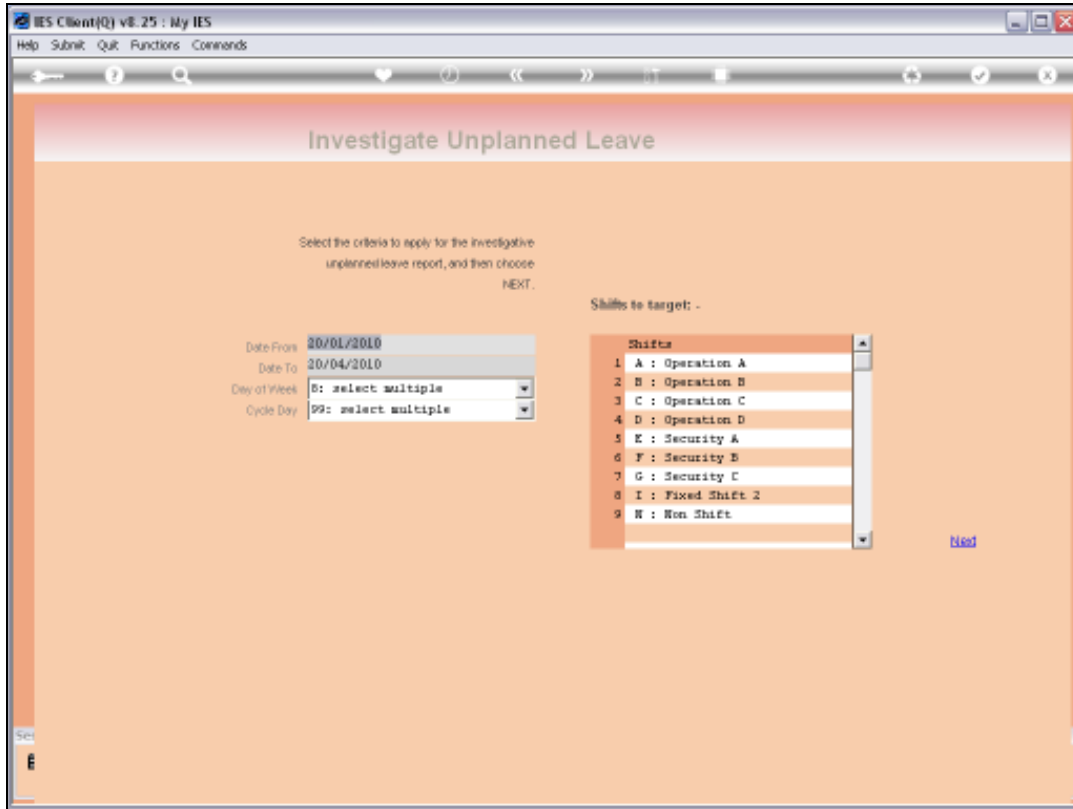 IES Client(Q) v8.25 : My IES
Help Submit Quit Functions Commands
Investigate Unplanned Leave
Select the criteria to apply for the investigative
unplanned leave report, and then choose
NEXT.
Shifts to target: -
Date From 20/01/2010
Date To 20/04/2010
Day of Week 8: select multiple
Cycle Day 99: select multiple
Shifts
1 A : Operation A
2 B : Operation B
3 C : Operation C
4 D : Operation D
5 E : Security A
6 F : Security B
7 G : Security C
8 I : Fixed Shift 2
9 N : Non Shift
Next